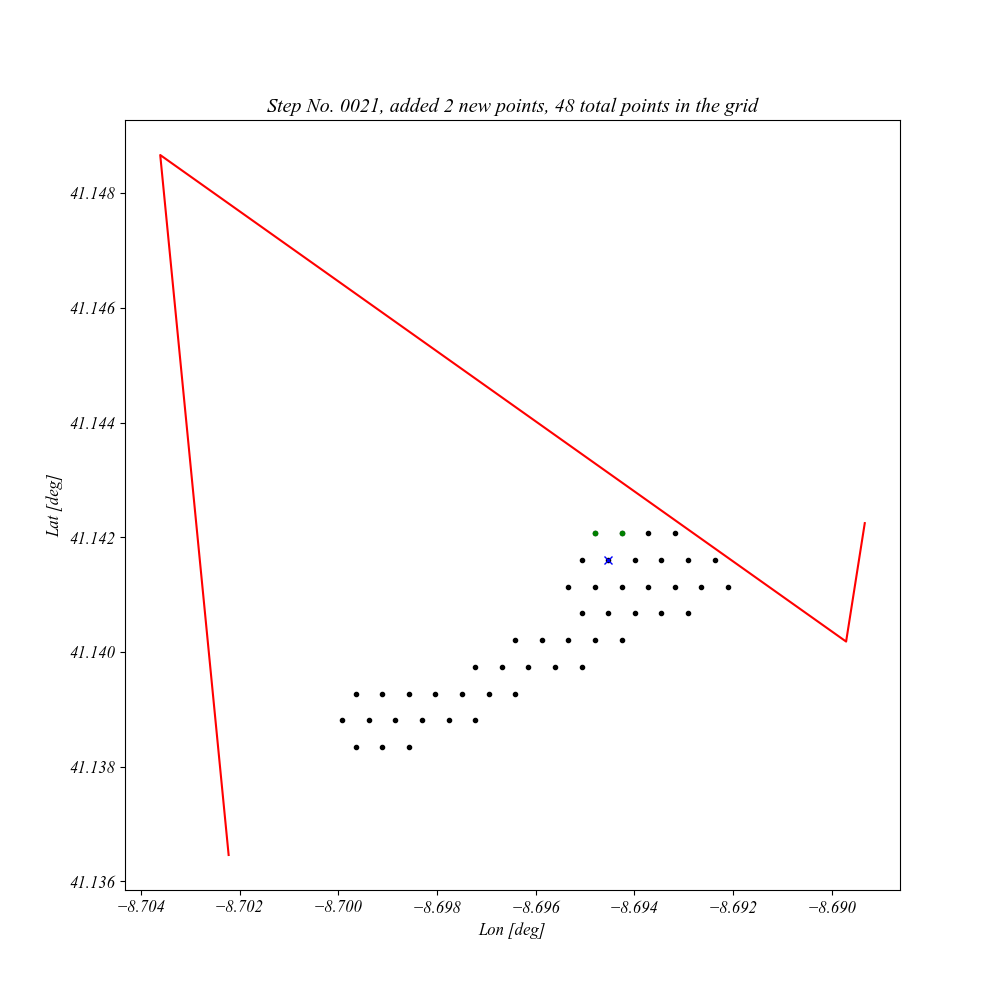 Step No. 0021, added 2 new points, 48 total points in the grid
41.148
41.146
41.144
41.142
41.140
41.138
41.136
Lat [deg]
−8.704 −8.702 −8.700 −8.698 −8.696 −8.694 −8.692 −8.690
Lon [deg]